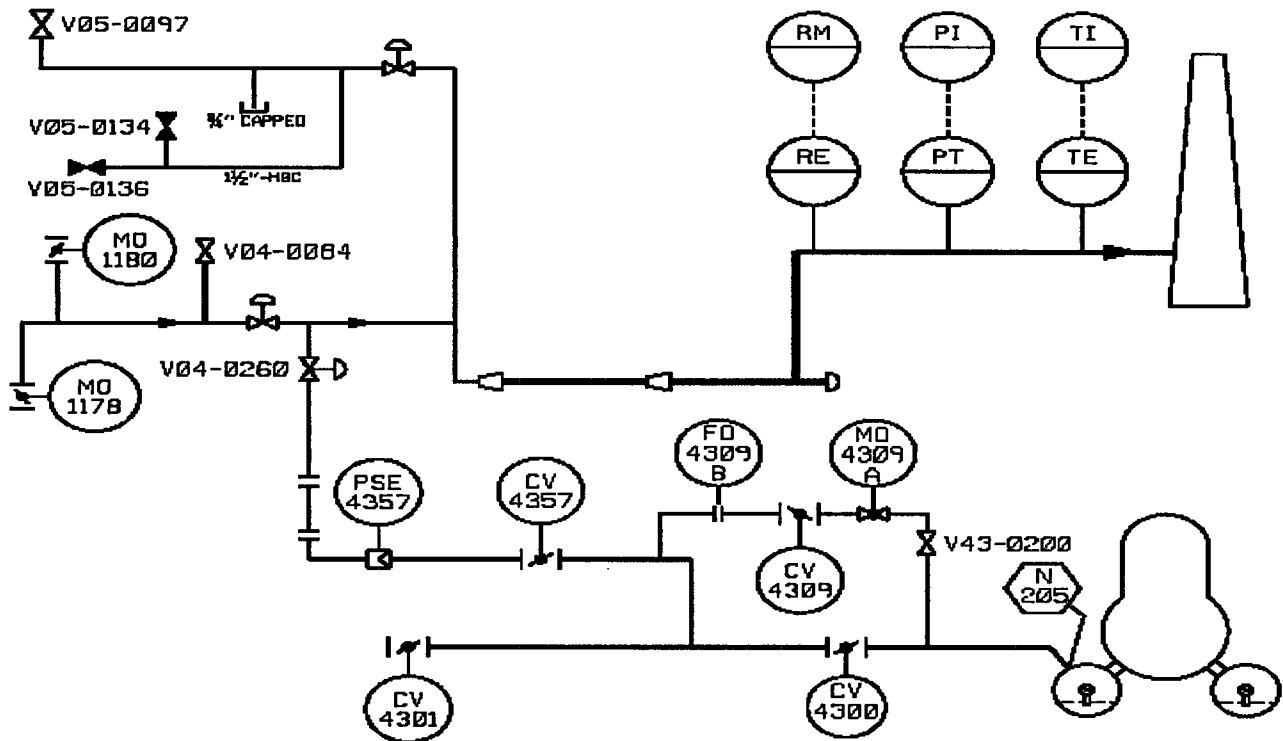 V05-0097
RM
PI
TI
¾" CAPPED
V05-0134
RE
PT
TE
V05-0136
1½"-HBC
MO
1180
V04-0084
V04-0260
MO
1178
FO
4309
B
MO
4309
A
PSE
4357
CV
4357
V43-0200
CV
4309
N
205
CV
4301
CV
4300